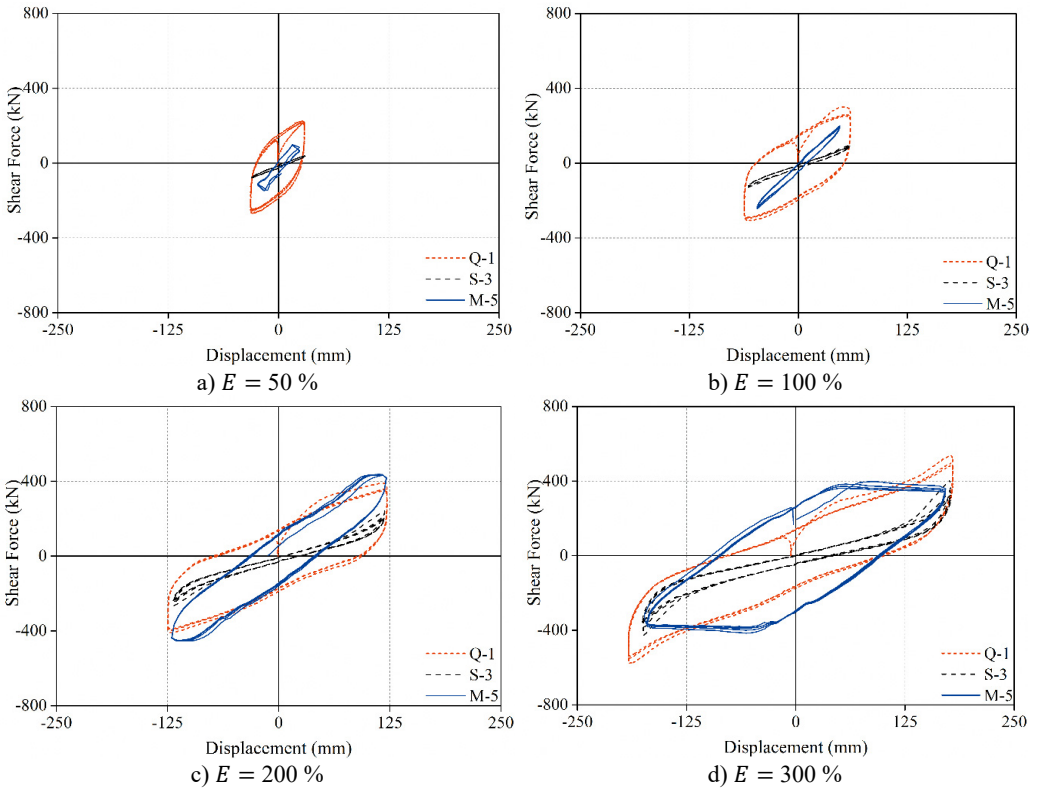 800
400
0
-400
-800
Shear Force (kN)
-250
-125
0
125
250
Displacement (mm)
Q-1
S-3
M-5
a) E = 50 %
800
400
0
-400
-800
Shear Force (kN)
-250
-125
0
125
250
Displacement (mm)
Q-1
S-3
M-5
b) E = 100 %
800
400
0
-400
-800
Shear Force (kN)
-250
-125
0
125
250
Displacement (mm)
Q-1
S-3
M-5
c) E = 200 %
800
400
0
-400
-800
Shear Force (kN)
-250
-125
0
125
250
Displacement (mm)
Q-1
S-3
M-5
d) E = 300 %